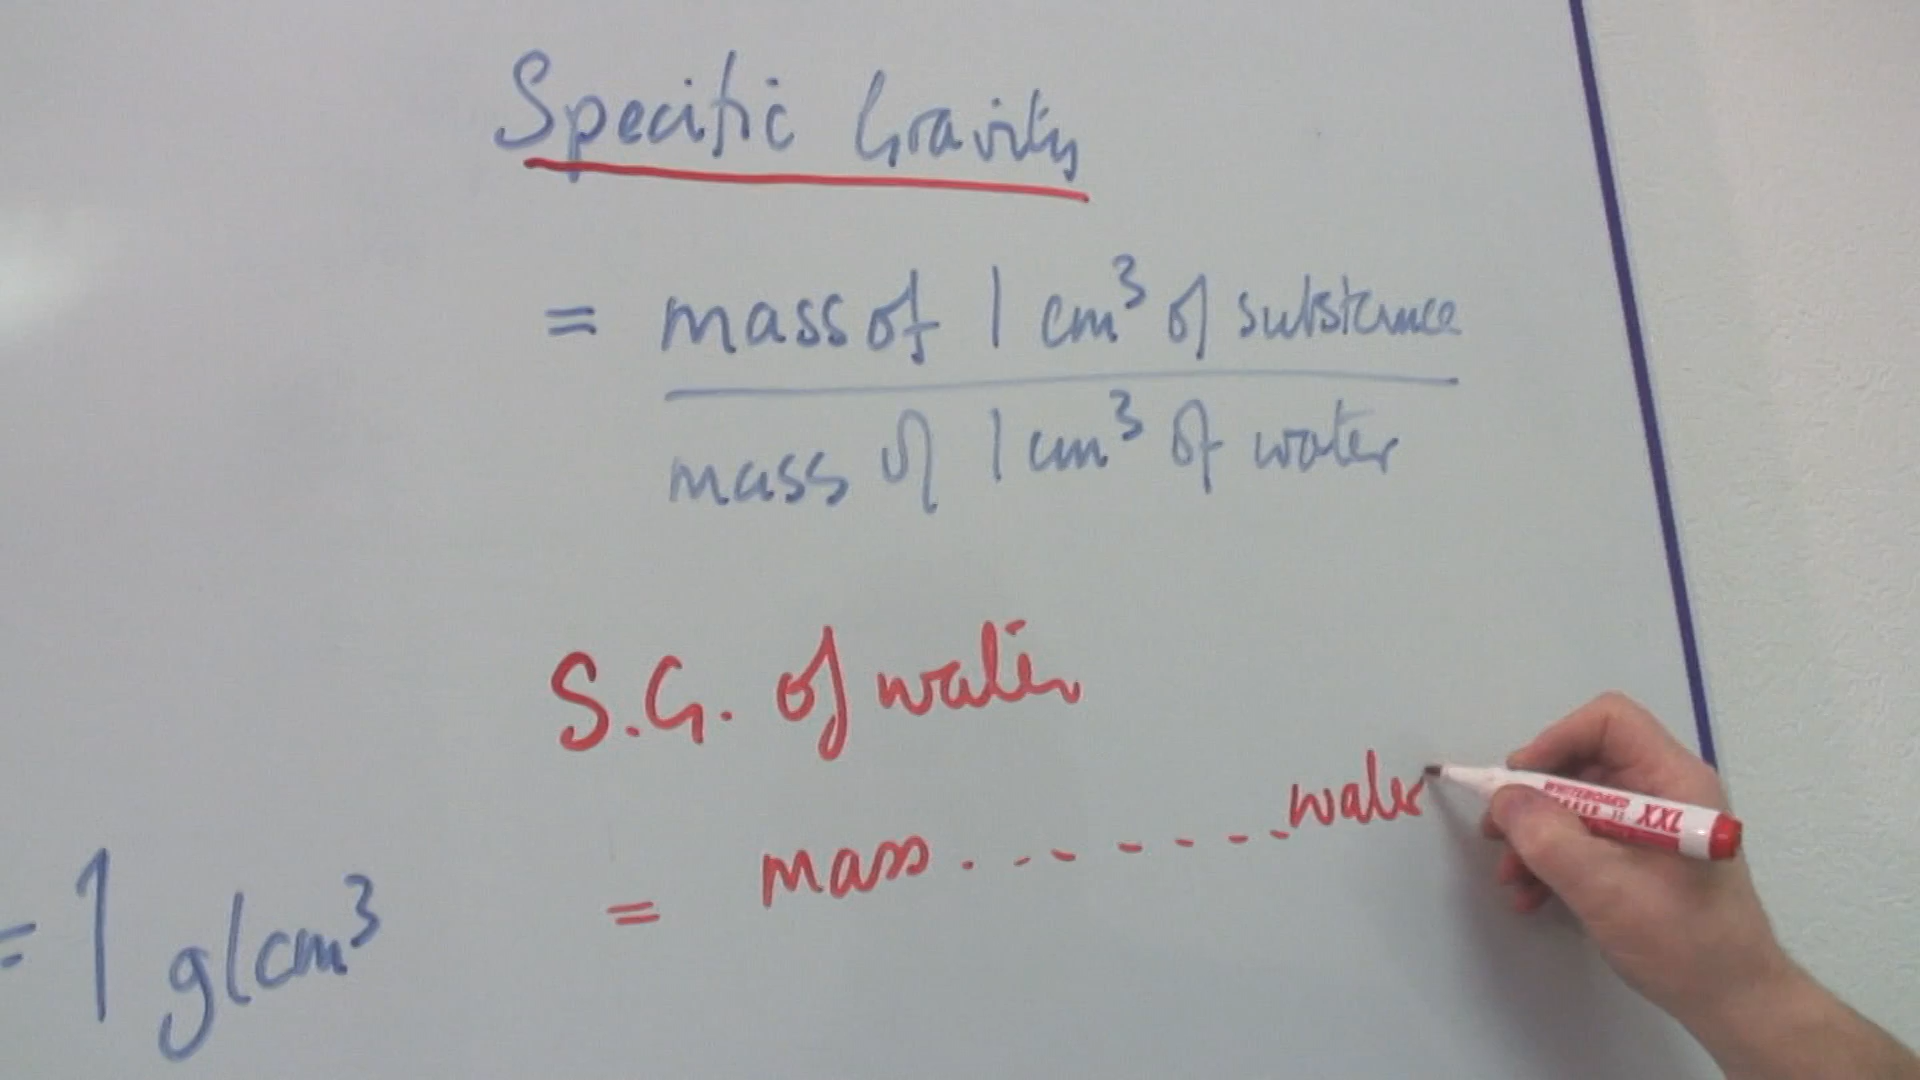 Specific Gravity
= mass of 1 cm³ of substance
mass of 1 cm³ of water
S.G. of water
= mass . - - - - - - - water
= 1 g/cm³